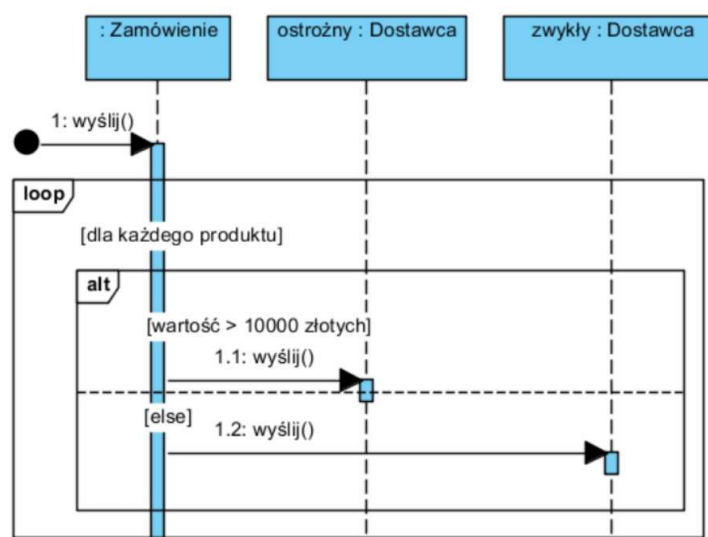 : Zamówienie
ostrożny : Dostawca
zwykły : Dostawca
1: wyślij()
loop
[dla każdego produktu]
alt
[wartość > 10000 złotych]
1.1: wyślij()
[else]
1.2: wyślij()